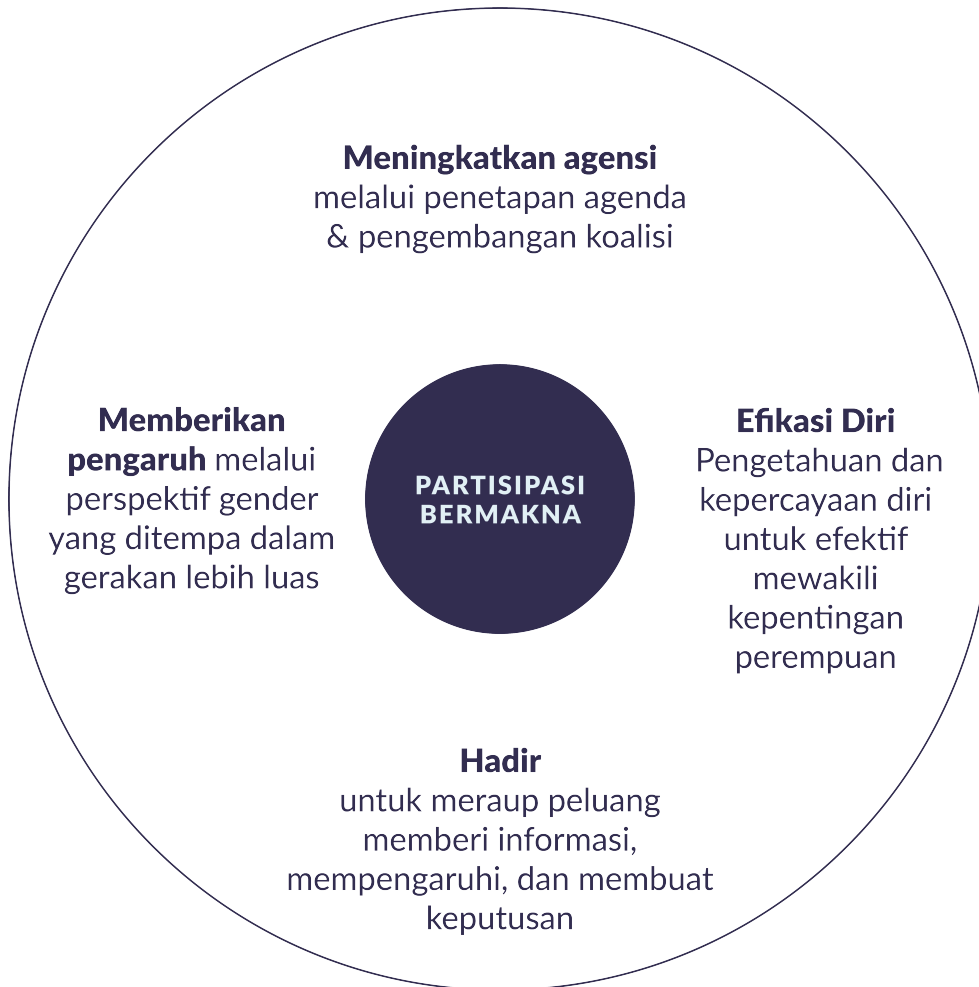 Meningkatkan agensi
melalui penetapan agenda
& pengembangan koalisi
Memberikan
pengaruh melalui
perspektif gender
yang ditempa dalam
gerakan lebih luas
PARTISIPASI
BERMAKNA
Efikasi Diri
Pengetahuan dan
kepercayaan diri
untuk efektif
mewakili
kepentingan
perempuan
Hadir
untuk meraup peluang
memberi informasi,
mempengaruhi, dan membuat
keputusan